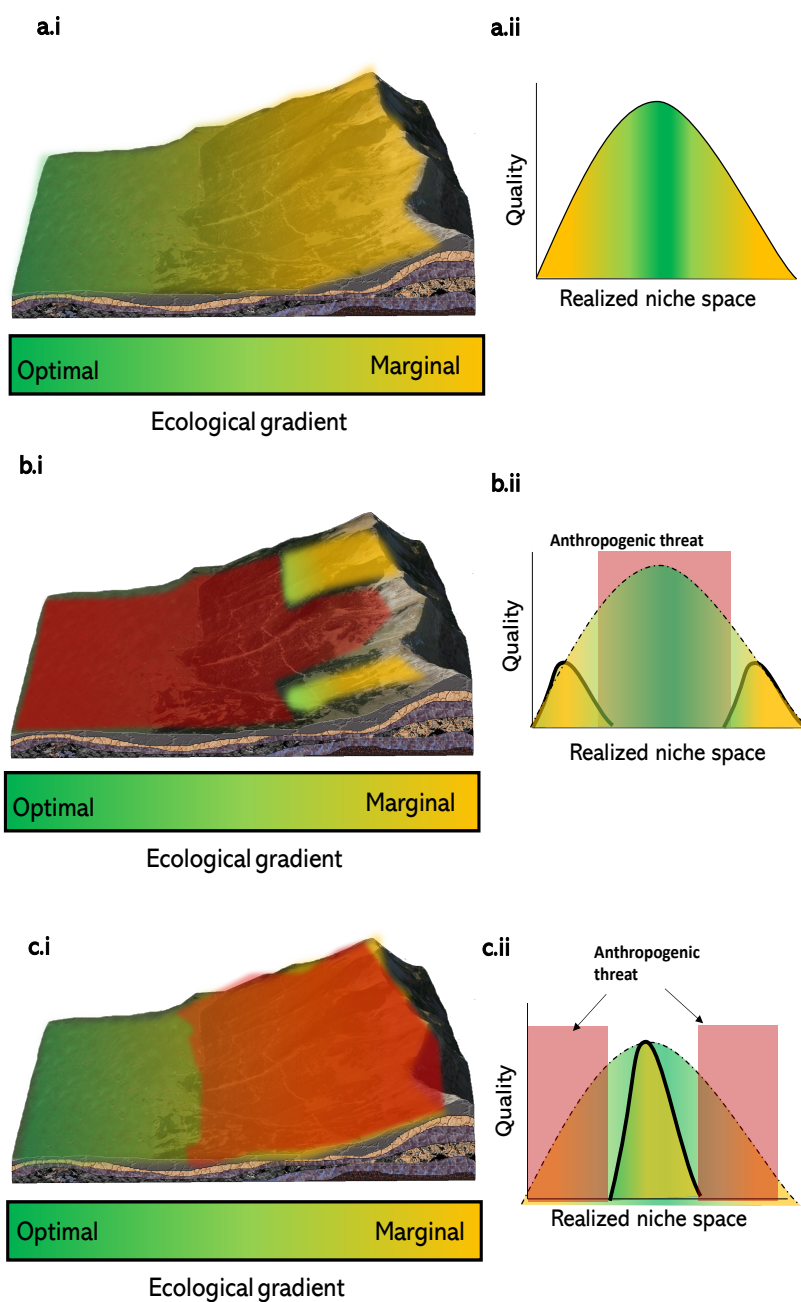 a.i
a.ii
Quality
Realized niche space
Optimal
Marginal
Ecological gradient
b.i
b.ii
Anthropogenic threat
Quality
Realized niche space
Optimal
Marginal
Ecological gradient
c.i
c.ii
Anthropogenic
threat
Quality
Realized niche space
Optimal
Marginal
Ecological gradient